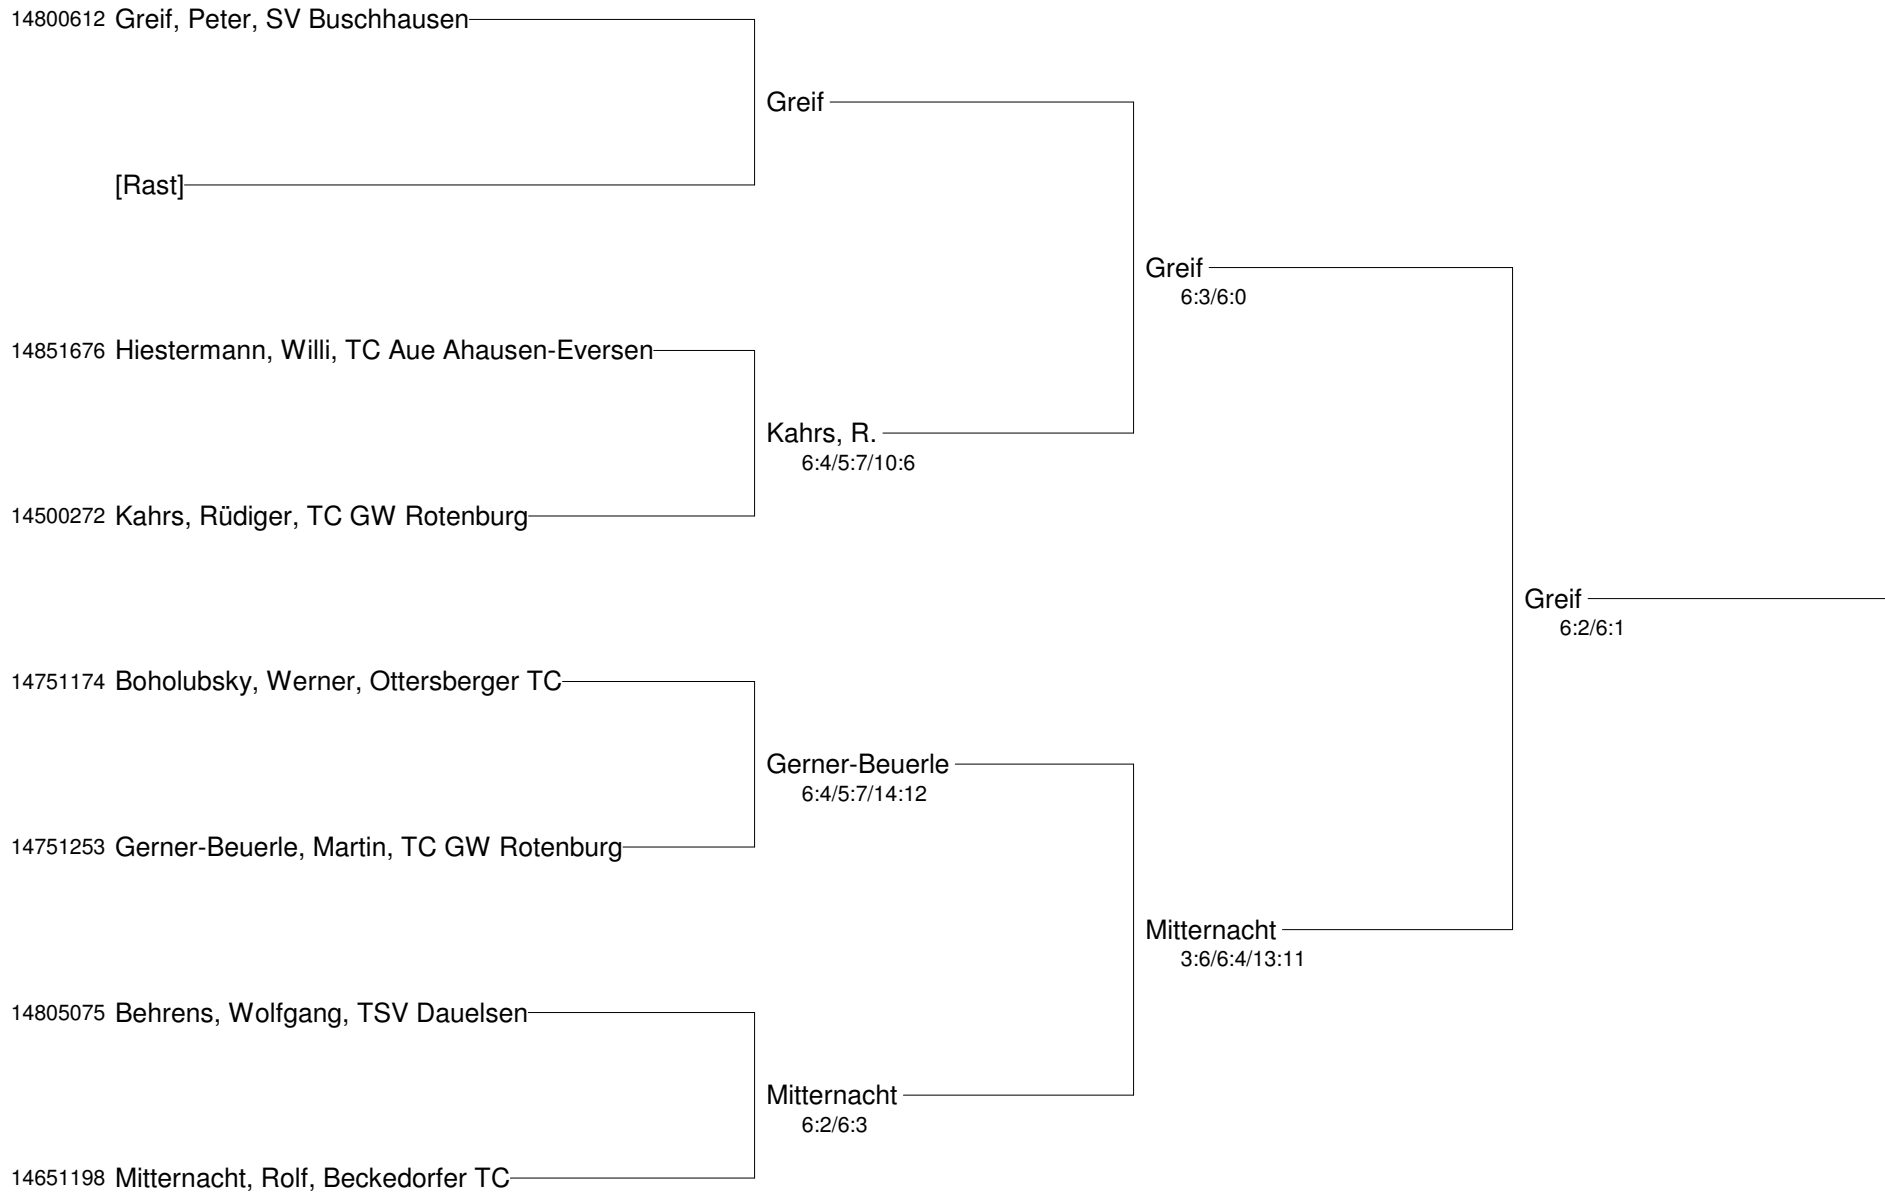 14800612 Greif, Peter, SV Buschhausen
Greif
[Rast]
Greif
6:3/6:0
14851676 Hiestermann, Willi, TC Aue Ahausen-Eversen
Kahrs, R.
6:4/5:7/10:6
14500272 Kahrs, Rüdiger, TC GW Rotenburg
Greif
6:2/6:1
14751174 Boholubsky, Werner, Ottersberger TC
Gerner-Beuerle
6:4/5:7/14:12
14751253 Gerner-Beuerle, Martin, TC GW Rotenburg
Mitternacht
3:6/6:4/13:11
14805075 Behrens, Wolfgang, TSV Dauelsen
Mitternacht
6:2/6:3
14651198 Mitternacht, Rolf, Beckedorfer TC